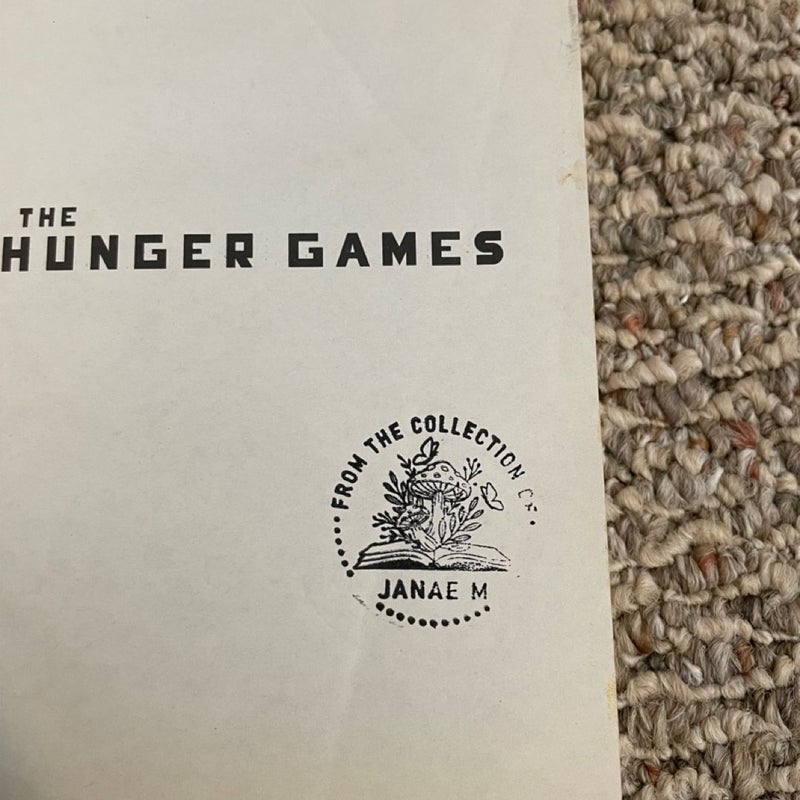 THE
HUNGER GAMES
FROM THE COLLECTION OF
JANAE M